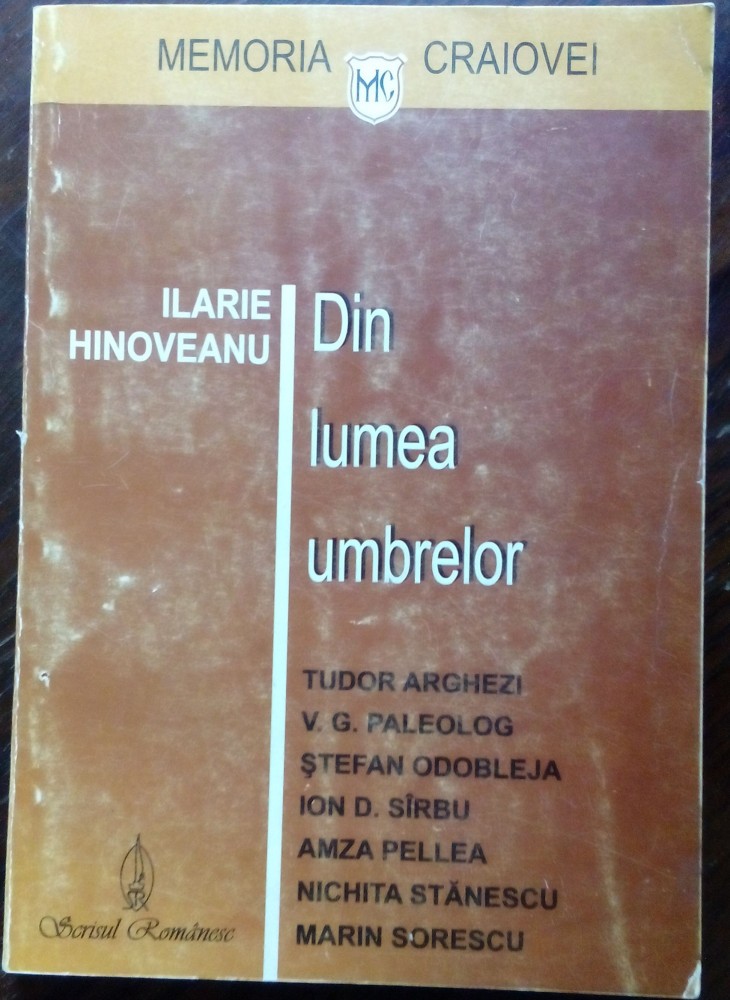 MEMORIA MC CRAIOVEI
ILARIE
HINOVEANU
Din
lumea
umbrelor
TUDOR ARGHEZI
V. G. PALEOLOG
ŞTEFAN ODOBLEJA
ION D. SÎRBU
AMZA PELLEA
NICHITA STĂNESCU
MARIN SORESCU
Scrisul Românesc